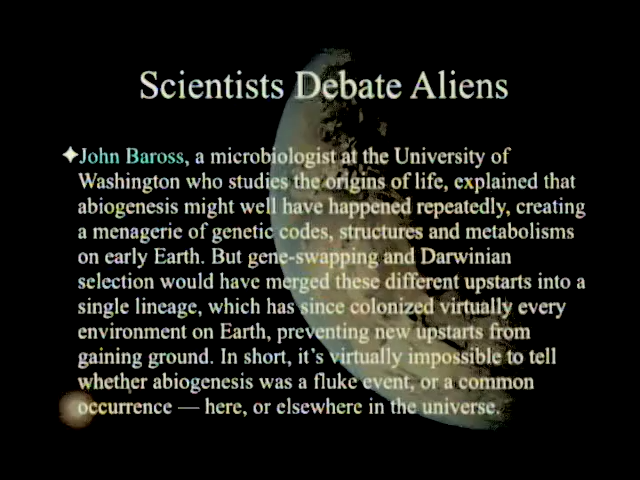 Scientists Debate Aliens
✦John Baross, a microbiologist at the University of
Washington who studies the origins of life, explained that
abiogenesis might well have happened repeatedly, creating
a menagerie of genetic codes, structures and metabolisms
on early Earth. But gene-swapping and Darwinian
selection would have merged these different upstarts into a
single lineage, which has since colonized virtually every
environment on Earth, preventing new upstarts from
gaining ground. In short, it’s virtually impossible to tell
whether abiogenesis was a fluke event, or a common
occurrence — here, or elsewhere in the universe.